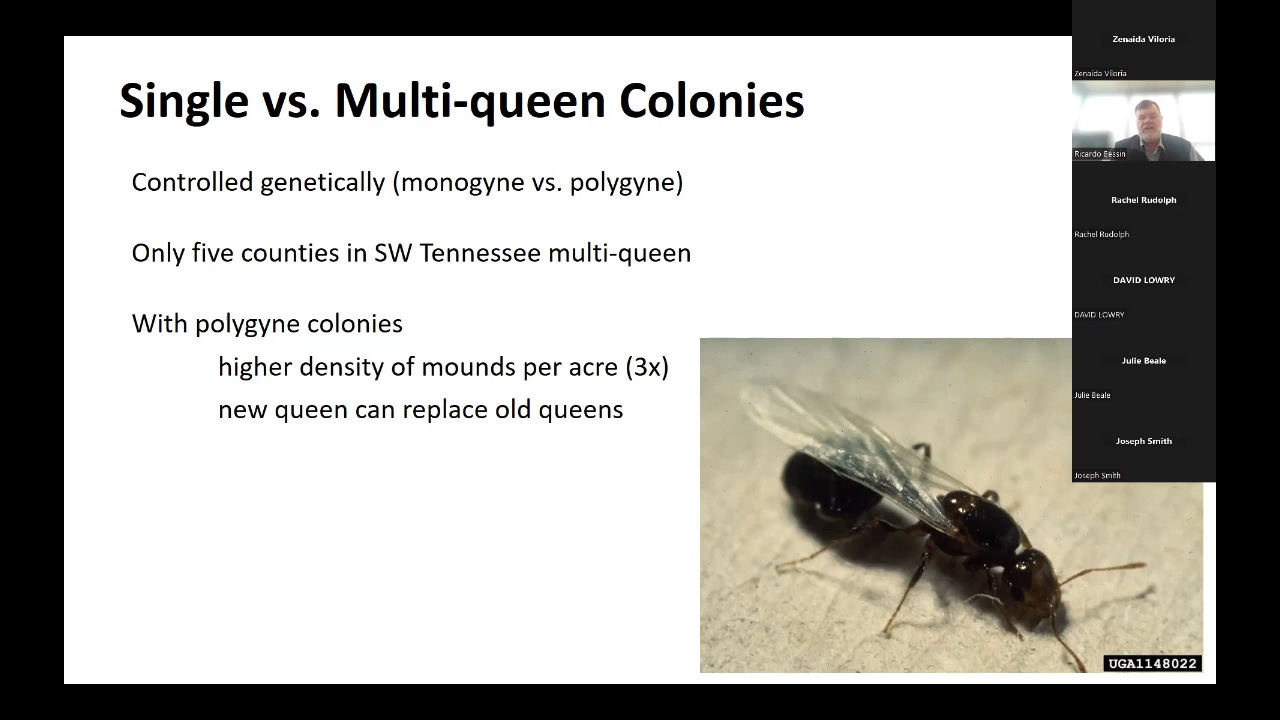 Single vs. Multi-queen Colonies
Controlled genetically (monogyne vs. polygyne)
Only five counties in SW Tennessee multi-queen
With polygyne colonies
higher density of mounds per acre (3x)
new queen can replace old queens
UGA1148022
Zenaida Viloria
Zenaida Viloria
Ricardo Bessin
Rachel Rudolph
Rachel Rudolph
DAVID LOWRY
DAVID LOWRY
Julie Beale
Julie Beale
Joseph Smith
Joseph Smith